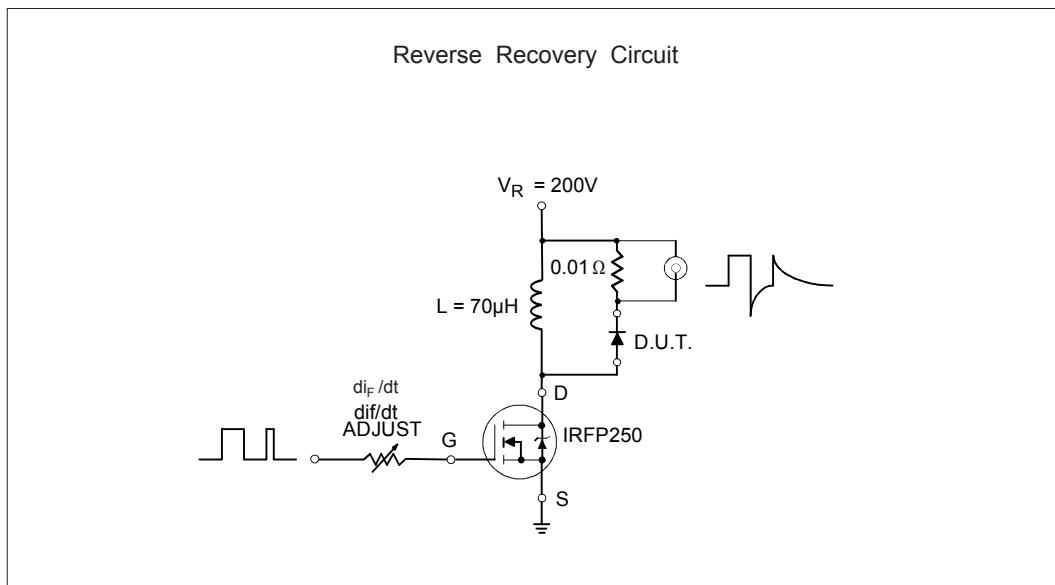 Reverse Recovery Circuit
V_R = 200V
0.01 Ω
L = 70µH
D.U.T.
di_F /dt
dif/dt
ADJUST
D
G
IRFP250
S